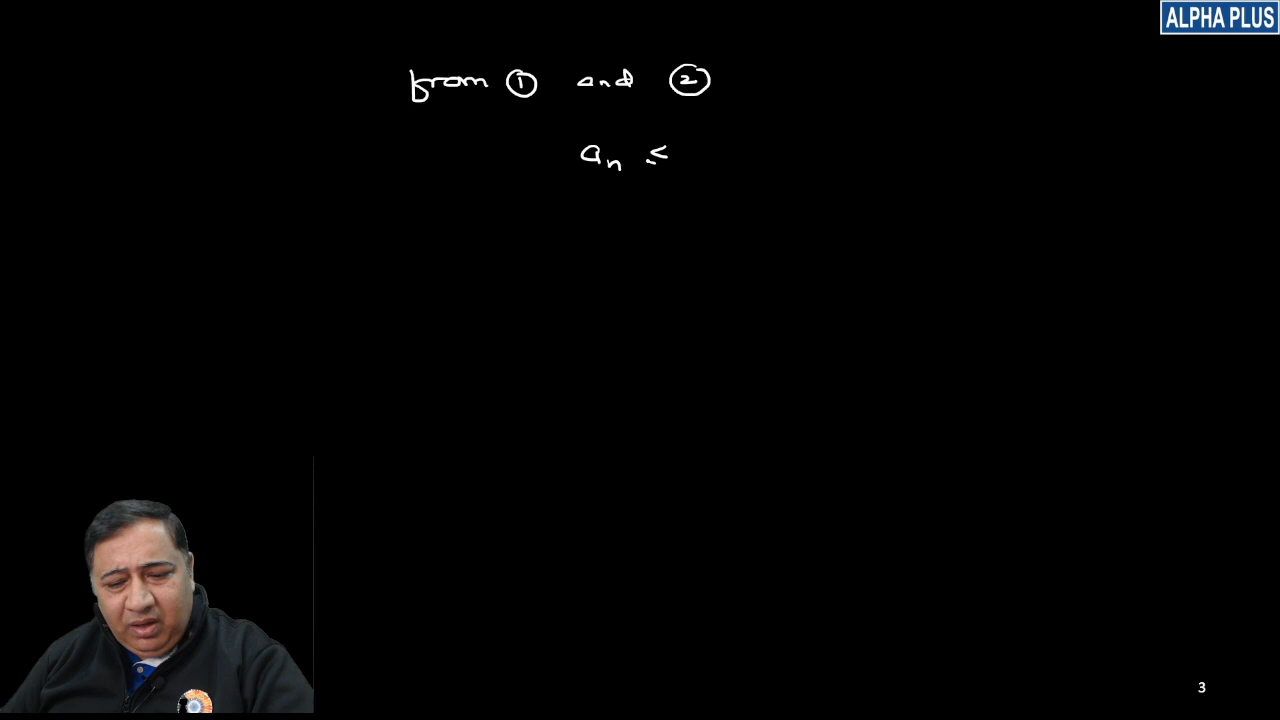 ALPHA PLUS
from ① and ②
aₙ ≤
3